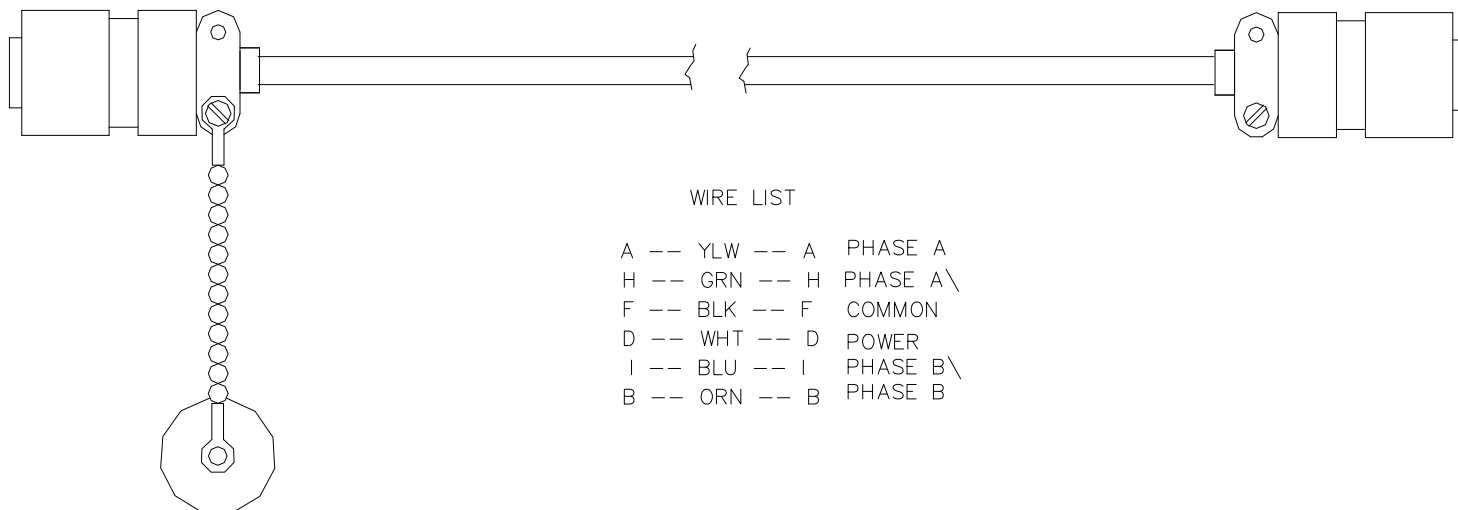 WIRE LIST
A -- YLW -- A PHASE A
H -- GRN -- H PHASE A\
F -- BLK -- F COMMON
D -- WHT -- D POWER
I -- BLU -- I PHASE B\
B -- ORN -- B PHASE B